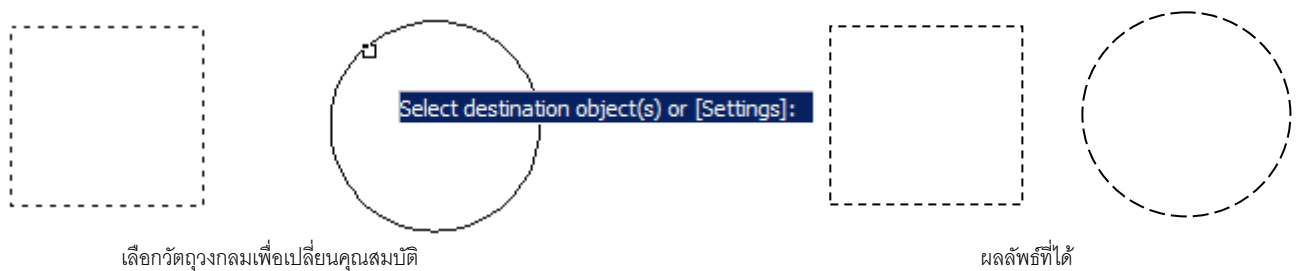 Select destination object(s) or [Settings]:
เลือกวัตถุวงกลมเพื่อเปลี่ยนคุณสมบัติ
ผลลัพธ์ที่ได้